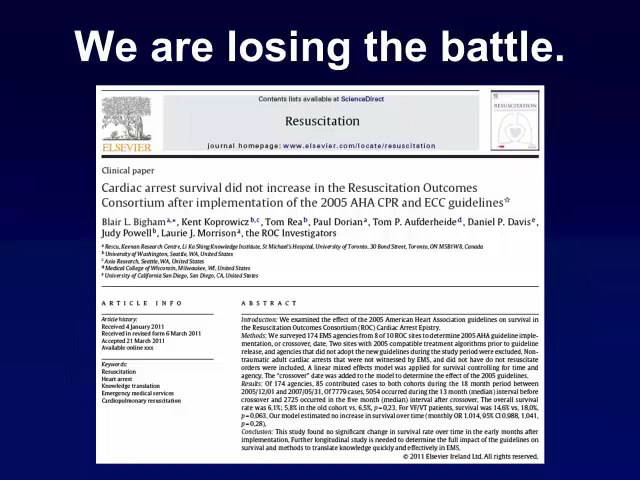 We are losing the battle.
Contents lists available at ScienceDirect
Resuscitation
journal homepage: www.elsevier.com/locate/resuscitation
ELSEVIER
RESUSCITATION
Clinical paper
Cardiac arrest survival did not increase in the Resuscitation Outcomes
Consortium after implementation of the 2005 AHA CPR and ECC guidelines☆
Blair L. Bigham a,*, Kent Koprowicz b,c, Tom Rea b, Paul Dorian a, Tom P. Aufderheide d, Daniel P. Davis e,
Judy Powell b, Laurie J. Morrison a, the ROC Investigators
a Rescu, Keenan Research Centre, Li Ka Shing Knowledge Institute, St Michael's Hospital, University of Toronto, 30 Bond Street, Toronto, ON M5B1W8, Canada
b University of Washington, Seattle, WA, United States
c Axio Research, Seattle, WA, United States
d Medical College of Wisconsin, Milwaukee, WI, United States
e University of California San Diego, San Diego, CA, United States
ARTICLE INFO
Article history:
Received 4 January 2011
Received in revised form 6 March 2011
Accepted 21 March 2011
Available online xxx
Keywords:
Resuscitation
Heart arrest
Knowledge translation
Emergency medical services
Cardiopulmonary resuscitation
ABSTRACT
Introduction: We examined the effect of the 2005 American Heart Association guidelines on survival in
the Resuscitation Outcomes Consortium (ROC) Cardiac Arrest Epistry.
Methods: We surveyed 174 EMS agencies from 8 of 10 ROC sites to determine 2005 AHA guideline imple-
mentation, or crossover, date. Two sites with 2005 compatible treatment algorithms prior to guideline
release, and agencies that did not adopt the new guidelines during the study period were excluded. Non-
traumatic adult cardiac arrests that were not witnessed by EMS, and did not have do not resuscitate
orders were included. A linear mixed effects model was applied for survival controlling for time and
agency. The "crossover" date was added to the model to determine the effect of the 2005 guidelines.
Results: Of 174 agencies, 85 contributed cases to both cohorts during the 18 month period between
2005/12/01 and 2007/05/31. Of 7779 cases, 5054 occurred during the 13 month (median) interval before
crossover and 2725 occurred in the five month (median) interval after crossover. The overall survival
rate was 6.1%; 5.8% in the old cohort vs. 6.5%, p=0.23. For VF/VT patients, survival was 14.6% vs. 18.0%,
p=0.063. Our model estimated no increase in survival over time (monthly OR 1.014, 95% CI 0.988, 1.041,
p=0.28).
Conclusion: This study found no significant change in survival rate over time in the early months after
implementation. Further longitudinal study is needed to determine the full impact of the guidelines on
survival and methods to translate knowledge quickly and effectively in EMS.
© 2011 Elsevier Ireland Ltd. All rights reserved.